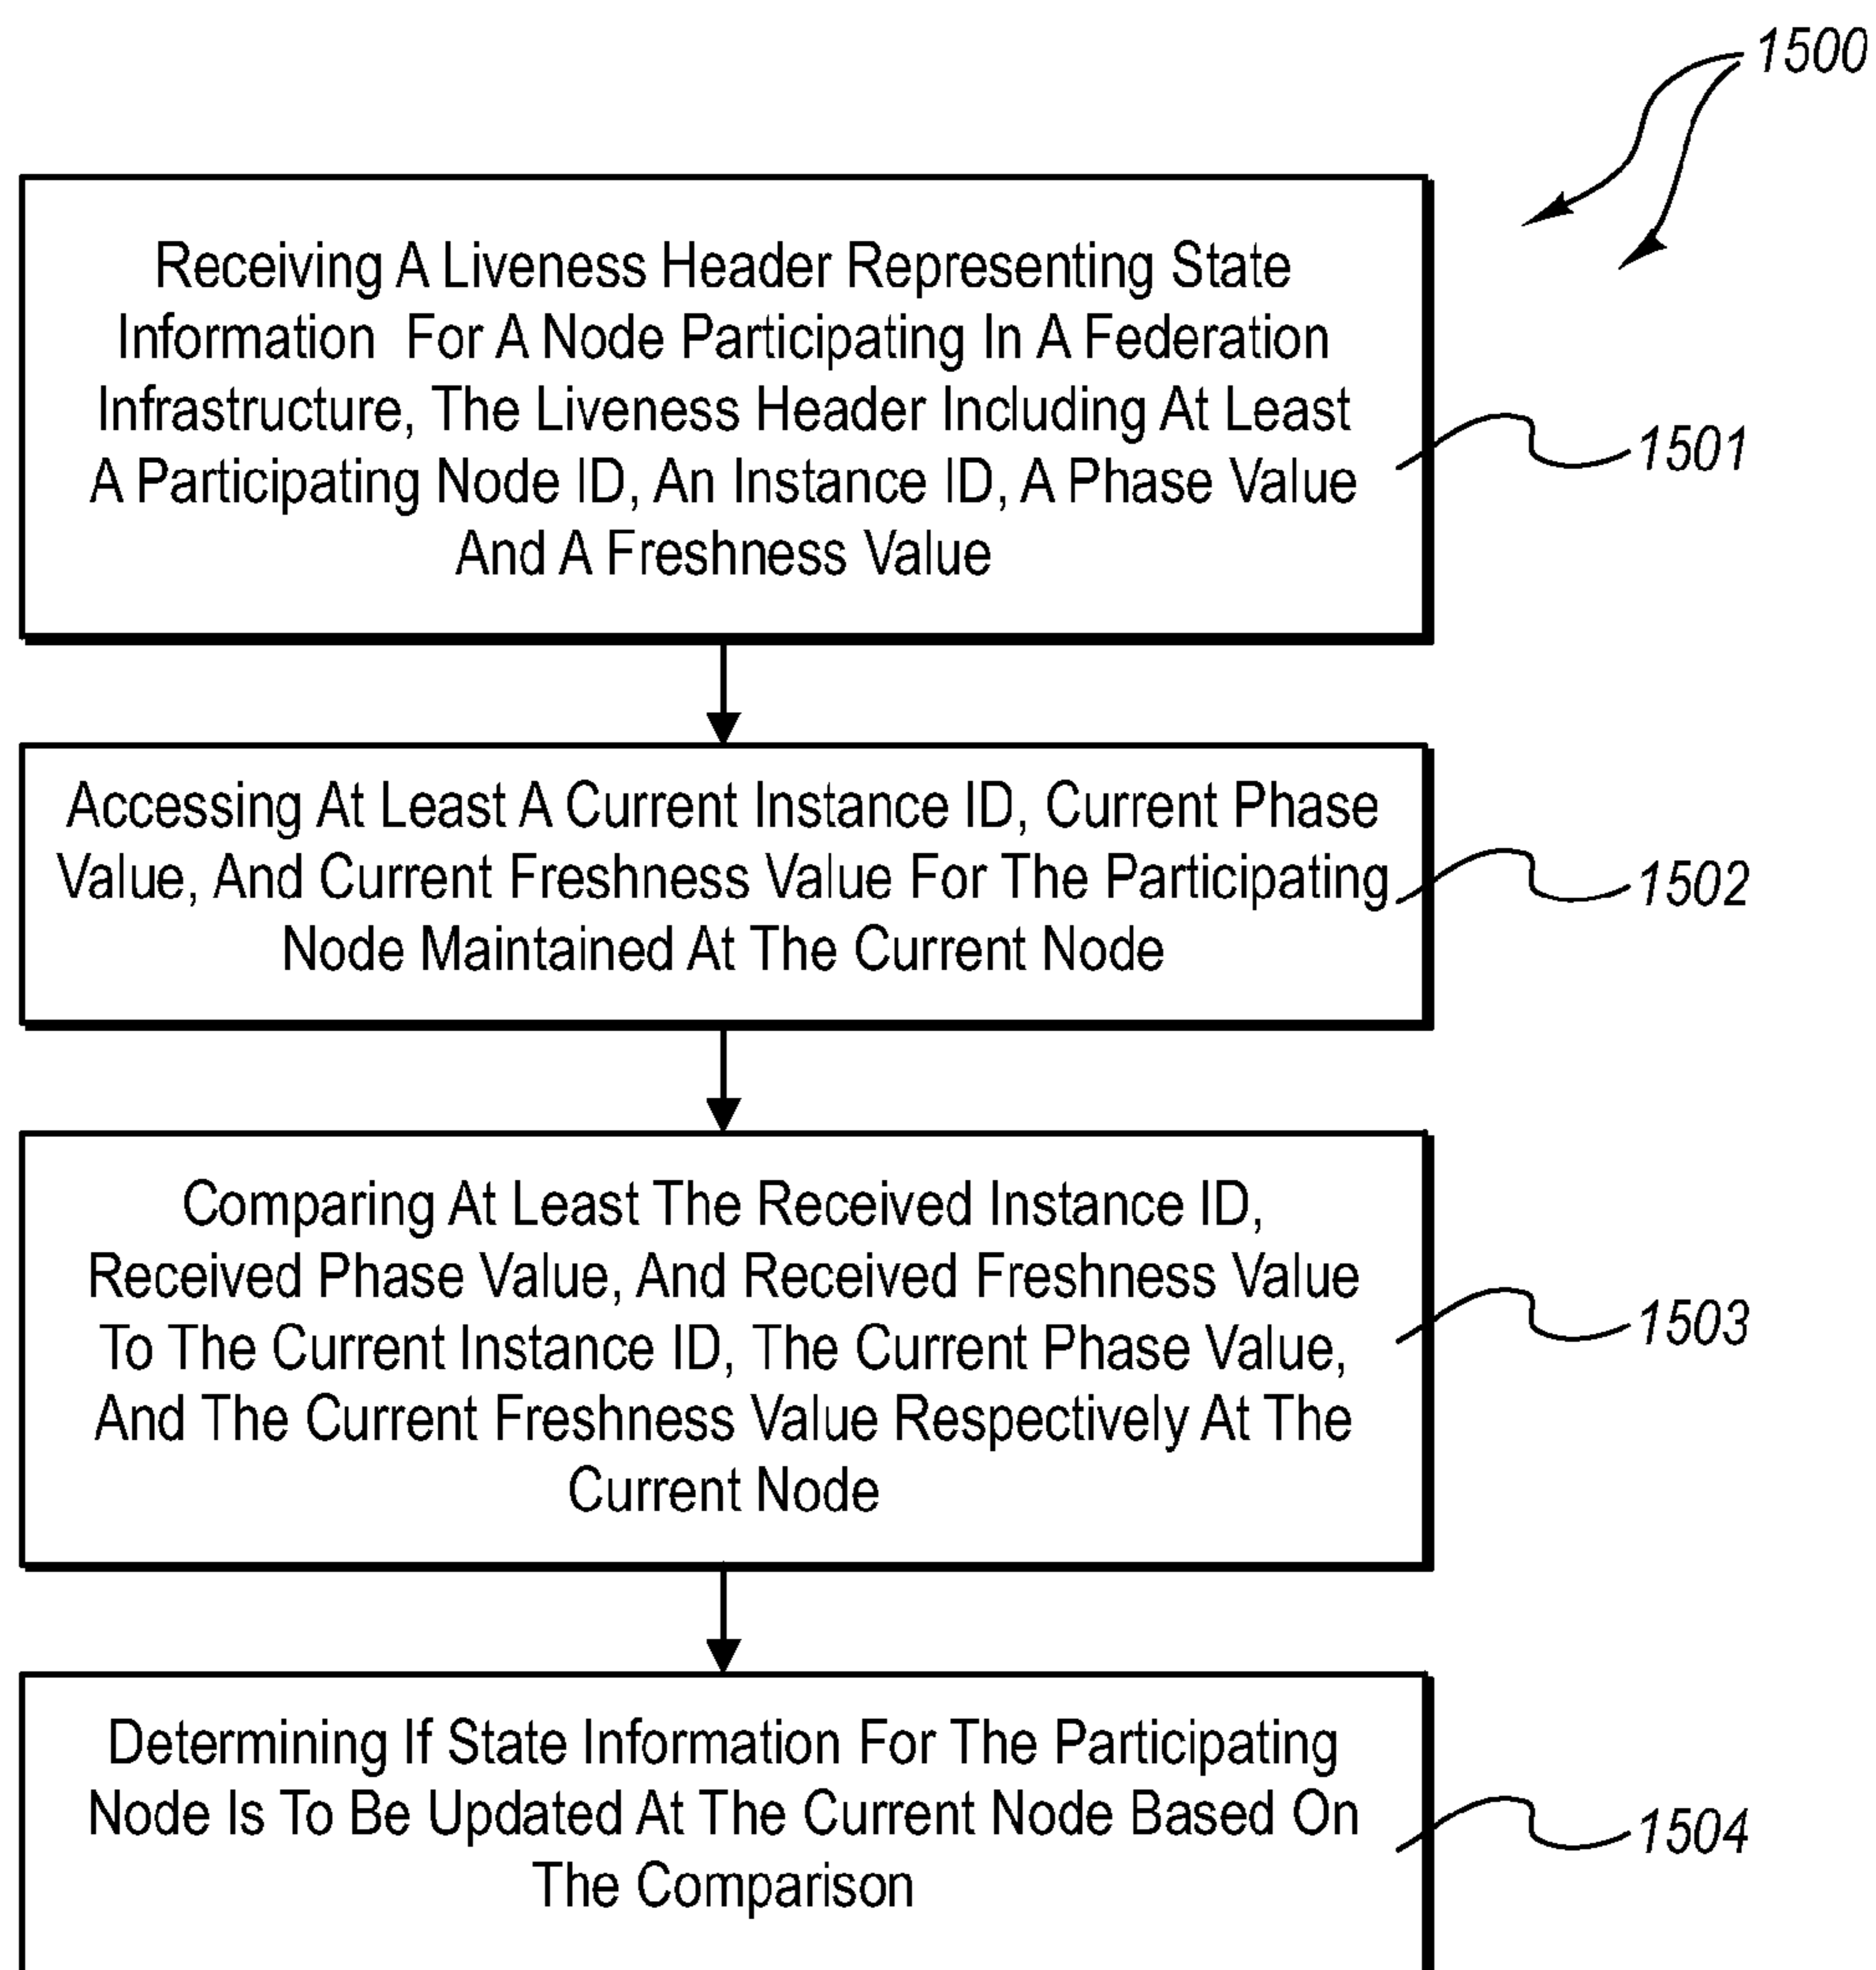 1500
Receiving A Liveness Header Representing State
Information For A Node Participating In A Federation
Infrastructure, The Liveness Header Including At Least
A Participating Node ID, An Instance ID, A Phase Value
And A Freshness Value
1501
Accessing At Least A Current Instance ID, Current Phase
Value, And Current Freshness Value For The Participating
Node Maintained At The Current Node
1502
Comparing At Least The Received Instance ID,
Received Phase Value, And Received Freshness Value
To The Current Instance ID, The Current Phase Value,
And The Current Freshness Value Respectively At The
Current Node
1503
Determining If State Information For The Participating
Node Is To Be Updated At The Current Node Based On
The Comparison
1504